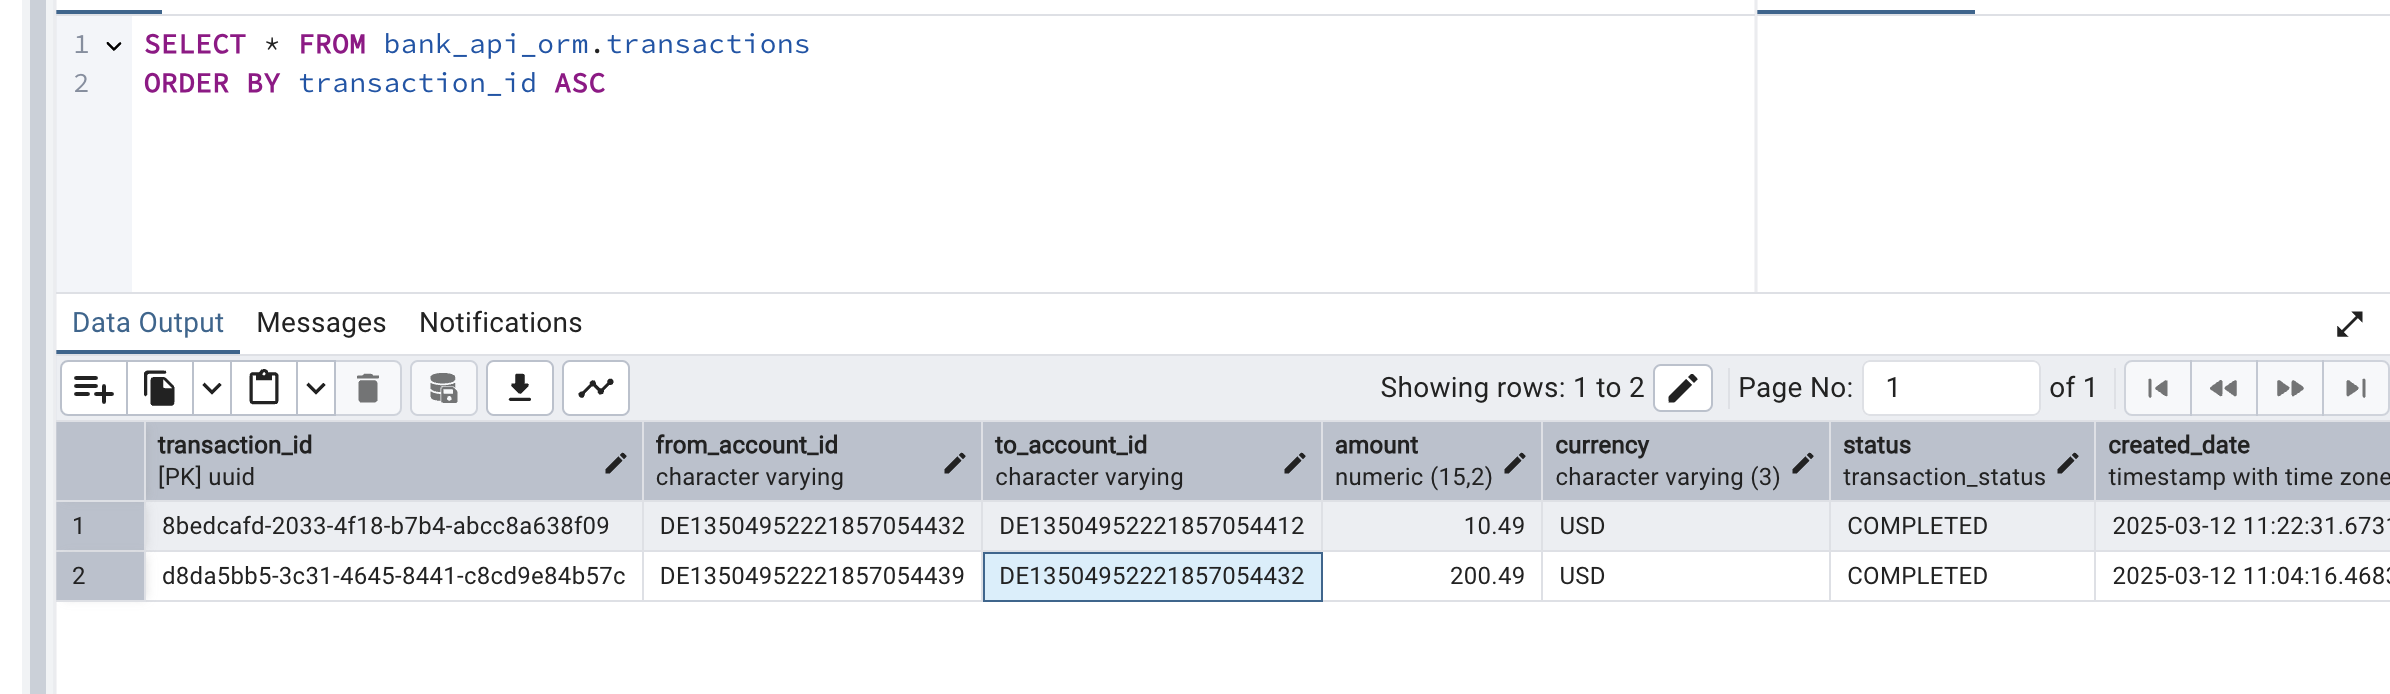 1 SELECT * FROM bank_api_orm.transactions
2 ORDER BY transaction_id ASC
Data Output Messages Notifications
Showing rows: 1 to 2 Page No: 1 of 1
transaction_id from_account_id to_account_id amount currency status created_date
[PK] uuid character varying character varying numeric (15,2) character varying (3) transaction_status timestamp with time zone
1 8bedcafd-2033-4f18-b7b4-abcc8a638f09 DE13504952221857054432 DE13504952221857054412 10.49 USD COMPLETED 2025-03-12 11:22:31.673
2 d8da5bb5-3c31-4645-8441-c8cd9e84b57c DE13504952221857054439 DE13504952221857054432 200.49 USD COMPLETED 2025-03-12 11:04:16.468